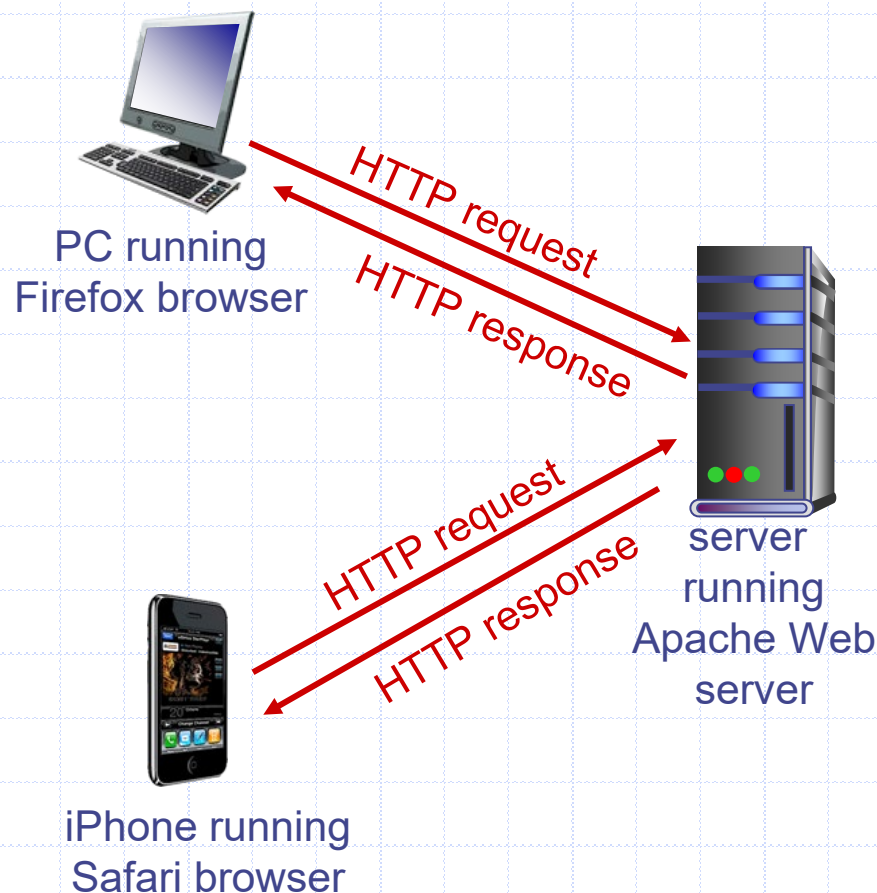 HTTP request
HTTP response
PC running
Firefox browser
HTTP request
HTTP response
server
running
Apache Web
server
iPhone running
Safari browser